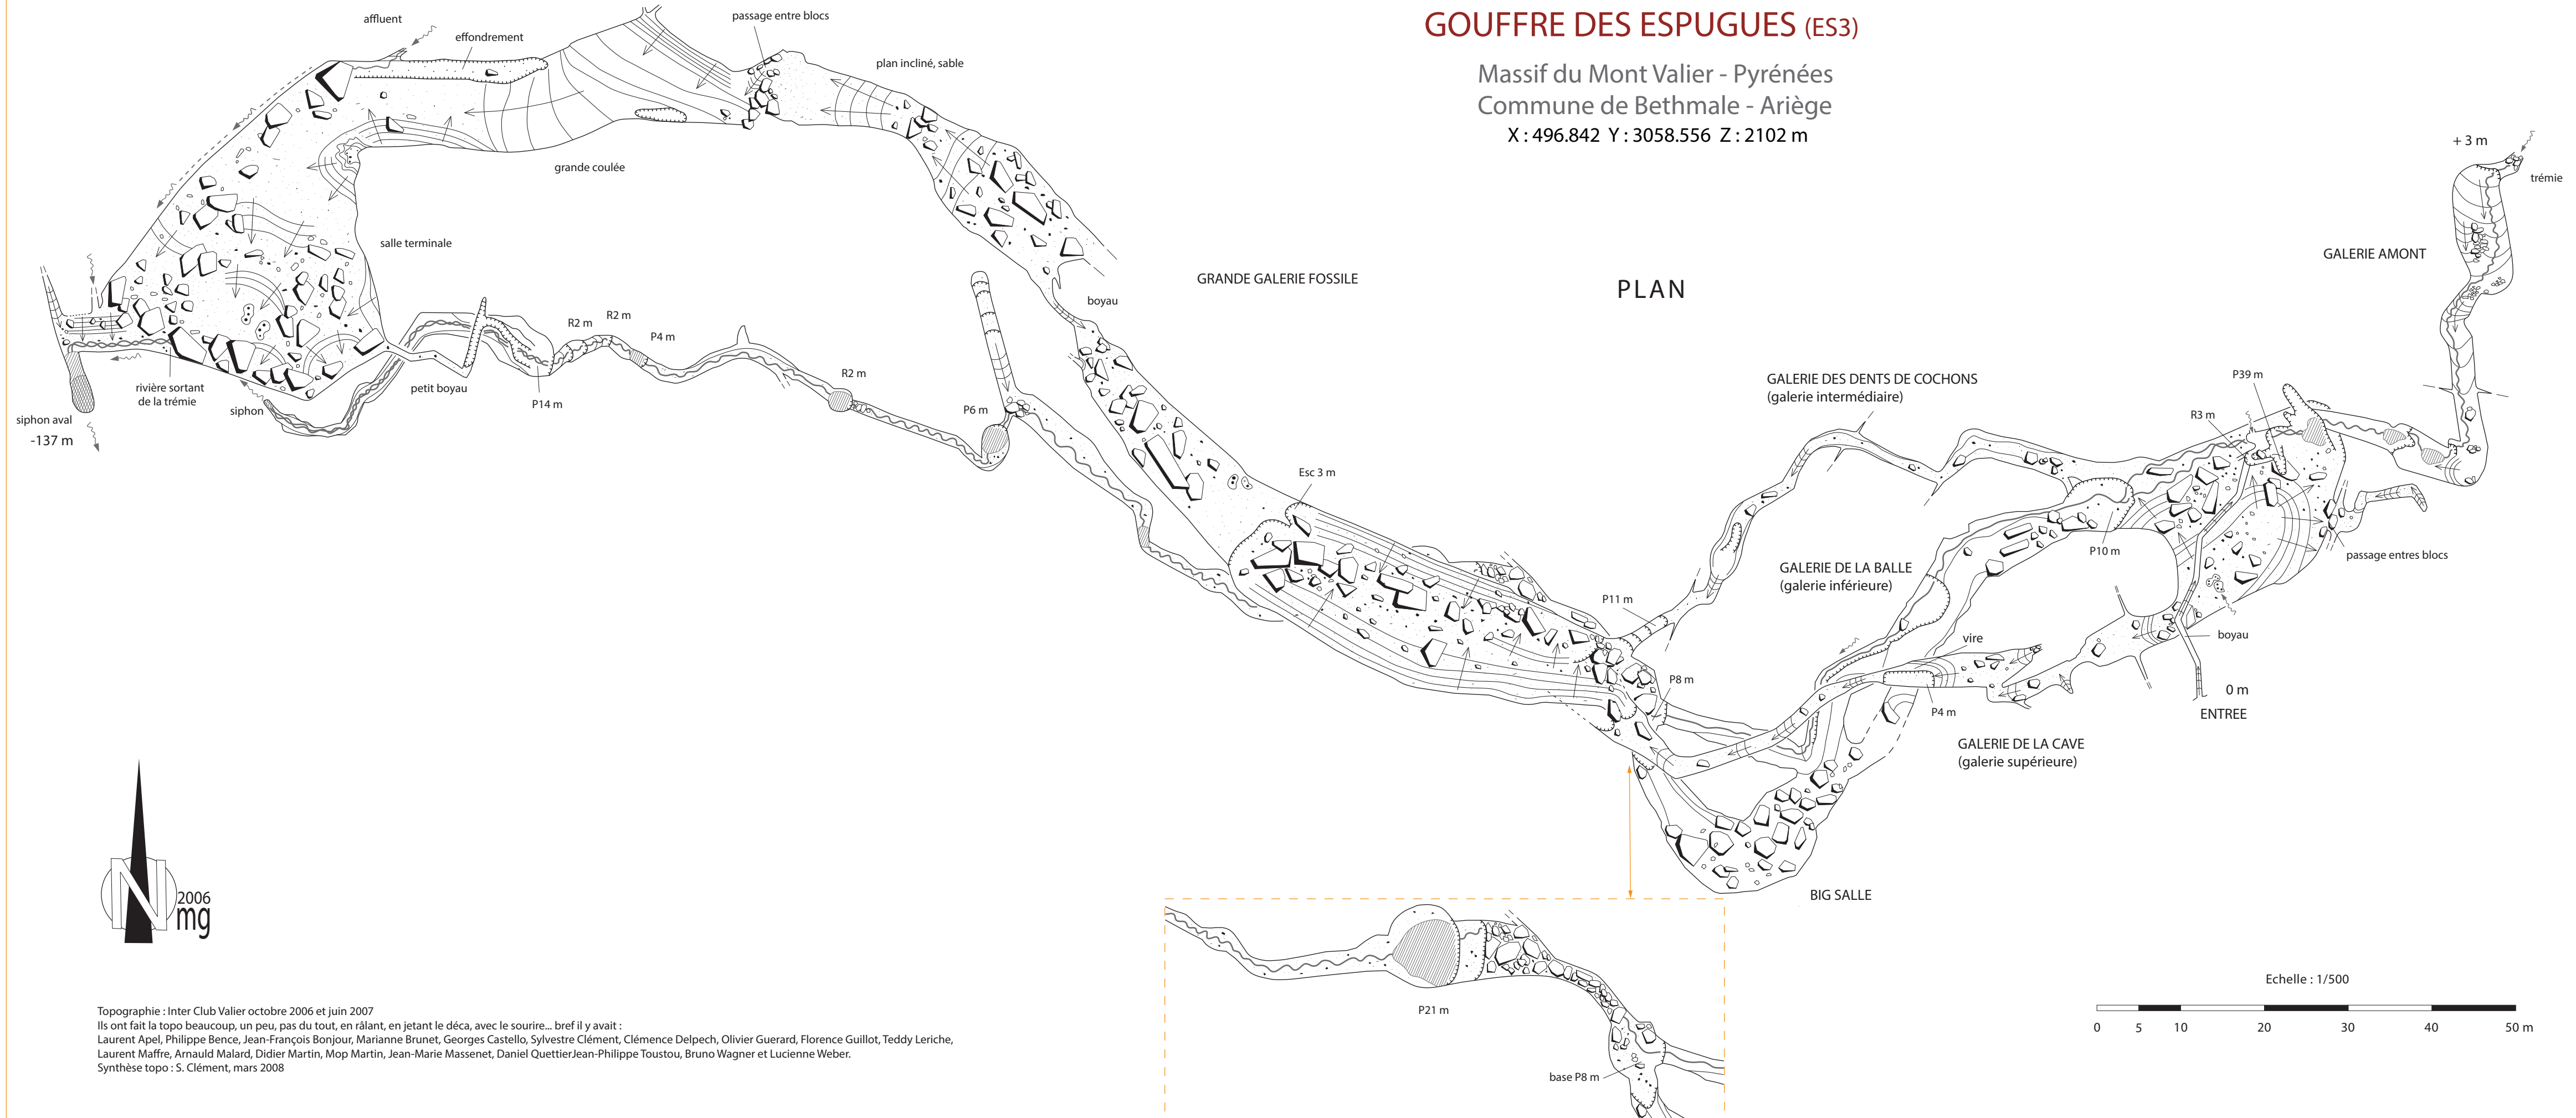 GOUFFRE DES ESPUGUES (ES3)
Massif du Mont Valier - Pyrénées
Commune de Bethmale - Ariège
X : 496.842 Y : 3058.556 Z : 2102 m
PLAN
affluent
effondrement
passage entre blocs
plan incliné, sable
grande coulée
salle terminale
GRANDE GALERIE FOSSILE
boyau
+ 3 m
trémie
GALERIE AMONT
R2 m
R2 m
P4 m
R2 m
P6 m
P14 m
petit boyau
siphon
rivière sortant
de la trémie
siphon aval
-137 m
Esc 3 m
GALERIE DES DENTS DE COCHONS
(galerie intermédiaire)
P39 m
R3 m
P10 m
passage entres blocs
GALERIE DE LA BALLE
(galerie inférieure)
P11 m
vire
boyau
P8 m
P4 m
0 m
ENTREE
GALERIE DE LA CAVE
(galerie supérieure)
BIG SALLE
P21 m
base P8 m
N
2006
mg
Echelle : 1/500
0 5 10 20 30 40 50 m
Topographie : Inter Club Valier octobre 2006 et juin 2007
Ils ont fait la topo beaucoup, un peu, pas du tout, en râlant, en jetant le déca, avec le sourire... bref il y avait :
Laurent Apel, Philippe Bence, Jean-François Bonjour, Marianne Brunet, Georges Castello, Sylvestre Clément, Clémence Delpech, Olivier Guerard, Florence Guillot, Teddy Leriche,
Laurent Maffre, Arnauld Malard, Didier Martin, Mop Martin, Jean-Marie Massenet, Daniel QuettierJean-Philippe Toustou, Bruno Wagner et Lucienne Weber.
Synthèse topo : S. Clément, mars 2008